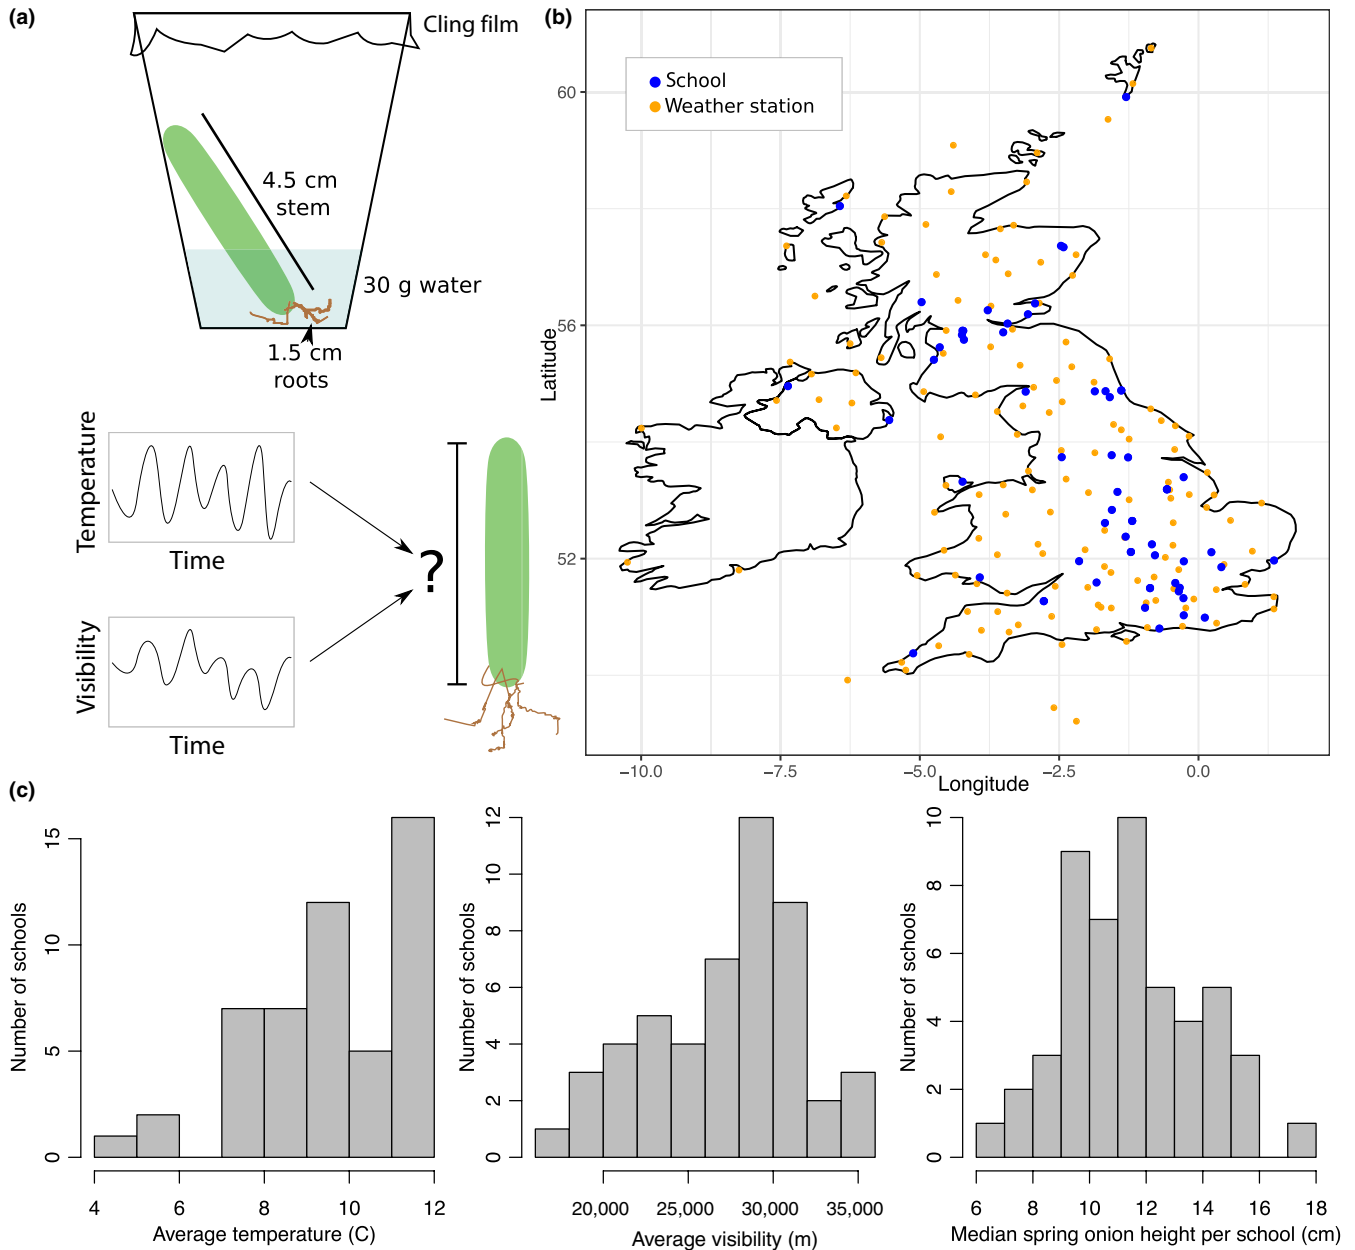 (a)
Cling film
4.5 cm
stem
30 g water
1.5 cm
roots
Temperature
Time
?
Visibility
Time
(b)
School
Weather station
60
56
52
Latitude
−10.0
−7.5
−5.0
−2.5
0.0
Longitude
(c)
Number of schools
0
5
10
15
4
6
8
10
12
Average temperature (C)
Number of schools
0
2
4
6
8
10
12
20,000
25,000
30,000
35,000
Average visibility (m)
Number of schools
0
2
4
6
8
10
6
8
10
12
14
16
18
Median spring onion height per school (cm)